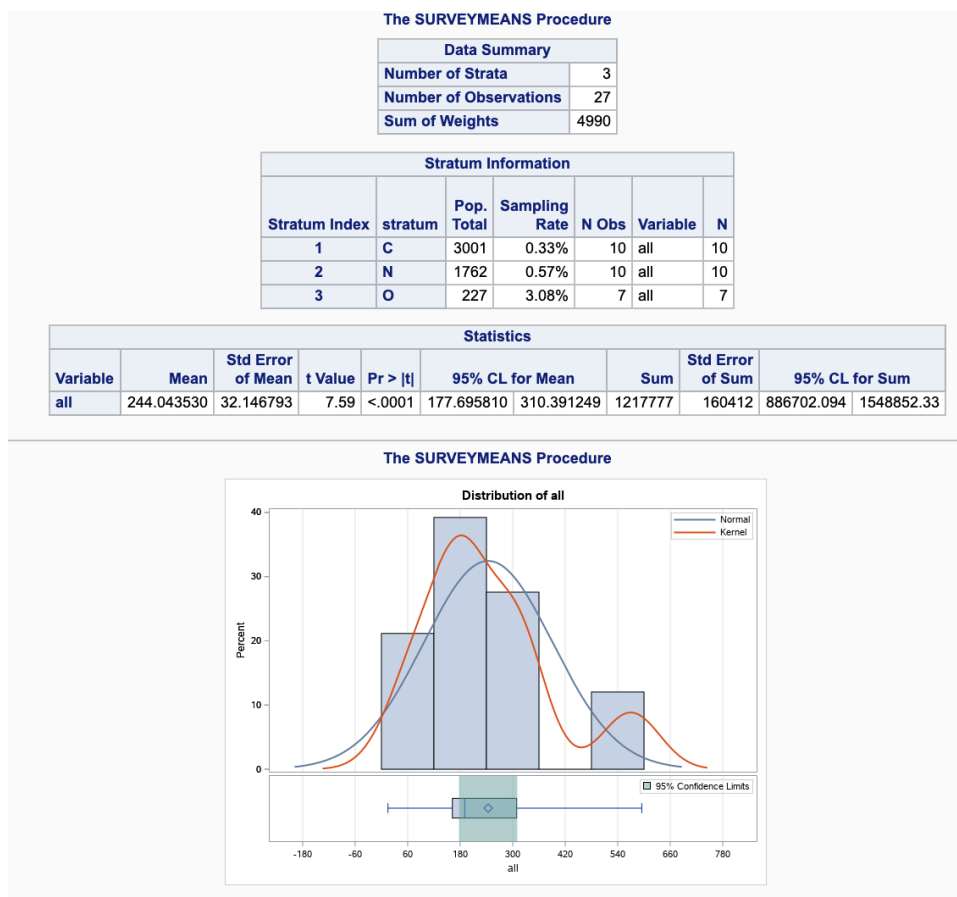 The SURVEYMEANS Procedure
Data Summary
Number of Strata 3
Number of Observations 27
Sum of Weights 4990
Stratum Information
Stratum Index stratum Pop. Total Sampling Rate N Obs Variable N
1 C 3001 0.33% 10 all 10
2 N 1762 0.57% 10 all 10
3 O 227 3.08% 7 all 7
Statistics
Variable Mean Std Error of Mean t Value Pr > |t| 95% CL for Mean Sum Std Error of Sum 95% CL for Sum
all 244.043530 32.146793 7.59 <.0001 177.695810 310.391249 1217777 160412 886702.094 1548852.33
The SURVEYMEANS Procedure
Distribution of all
Normal
Kernel
40
30
20
10
0
Percent
95% Confidence Limits
-180 -60 60 180 300 420 540 660 780
all